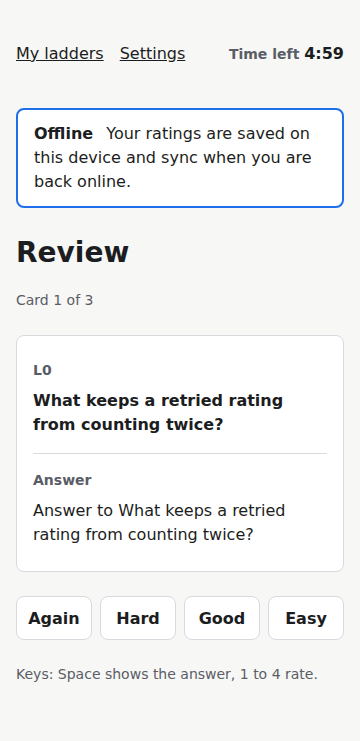 My ladders Settings Time left 4:59
Offline Your ratings are saved on
this device and sync when you are
back online.
Review
Card 1 of 3
L0
What keeps a retried rating
from counting twice?
Answer
Answer to What keeps a retried
rating from counting twice?
Again Hard Good Easy
Keys: Space shows the answer, 1 to 4 rate.